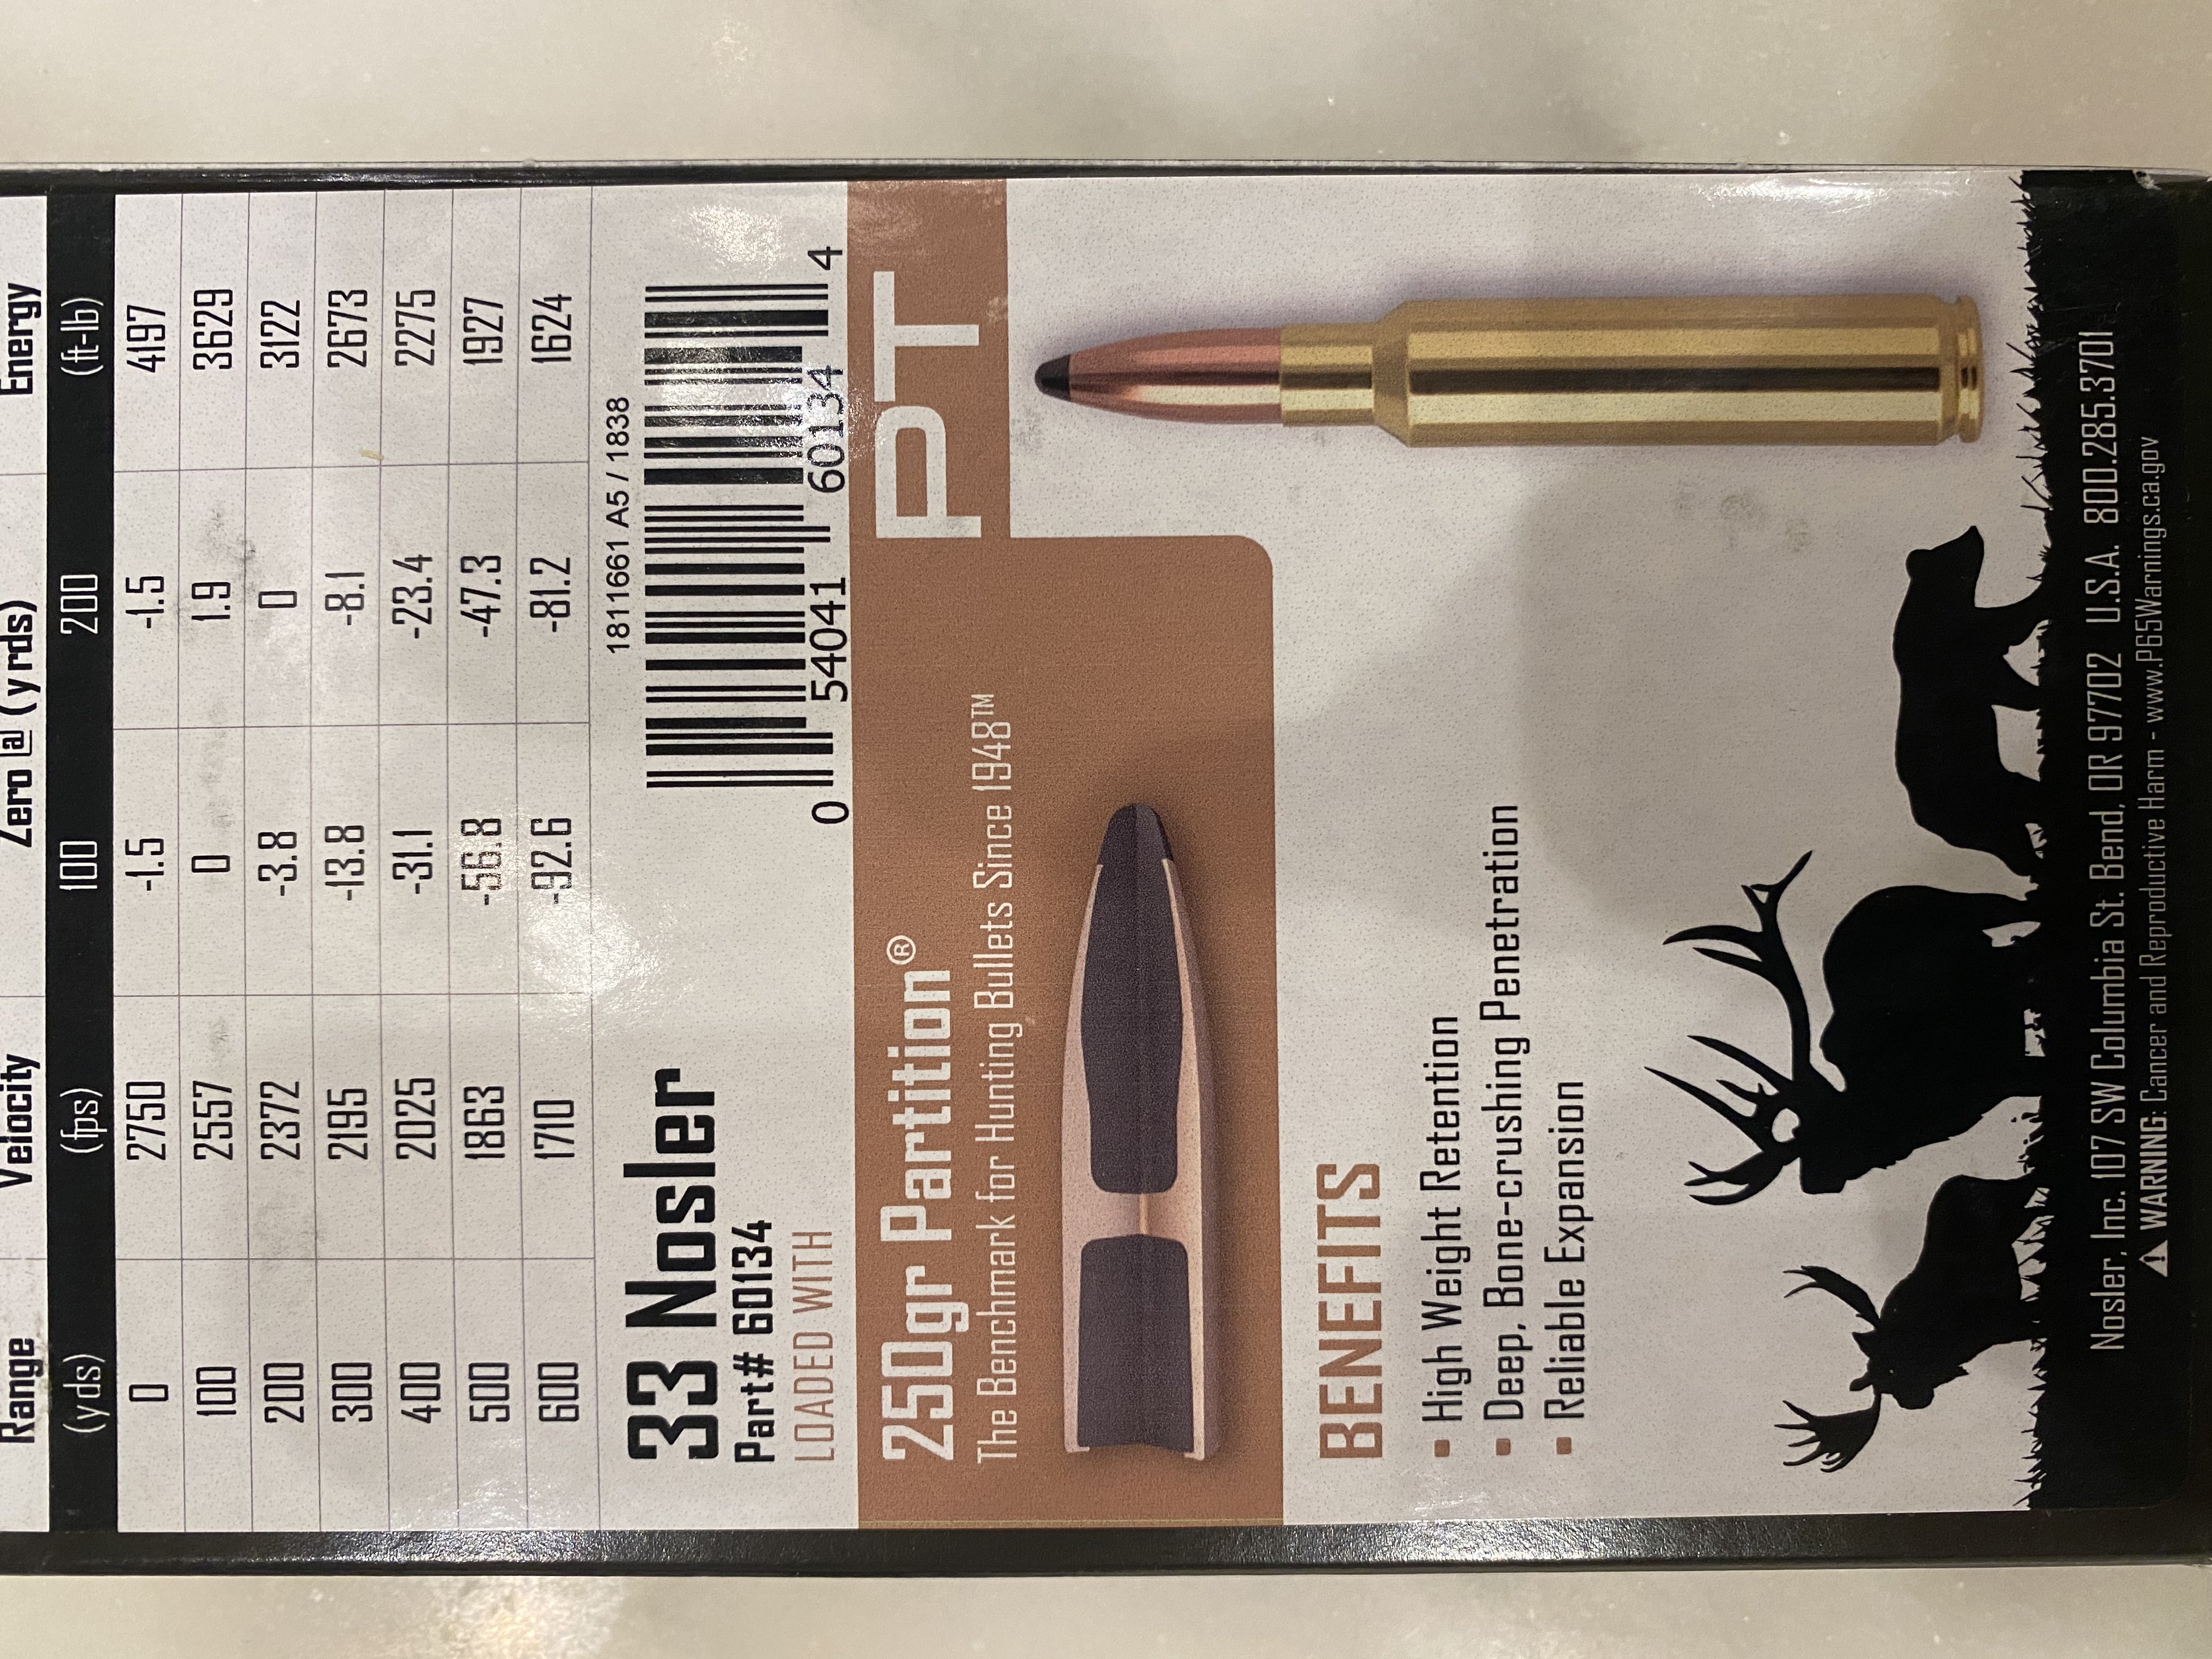 Range Velocity Zero @ (yrds) Energy
(yds) (fps) 100 200 (ft-lb)
0 2750 -1.5 -1.5 4197
100 2557 0 1.9 3629
200 2372 -3.8 0 3122
300 2195 -13.8 -8.1 2673
400 2025 -31.1 -23.4 2275
500 1863 -56.8 -47.3 1927
600 1710 -92.6 -81.2 1624
33 Nosler
Part# 60134
LOADED WITH
1811661 A5 / 1838
0 54041 60134 4
PT
250gr Partition®
The Benchmark for Hunting Bullets Since 1948™
BENEFITS
▪ High Weight Retention
▪ Deep, Bone-crushing Penetration
▪ Reliable Expansion
Nosler, Inc. 107 SW Columbia St. Bend, OR 97702 U.S.A. 800.285.3701
⚠ WARNING: Cancer and Reproductive Harm - www.P65Warnings.ca.gov